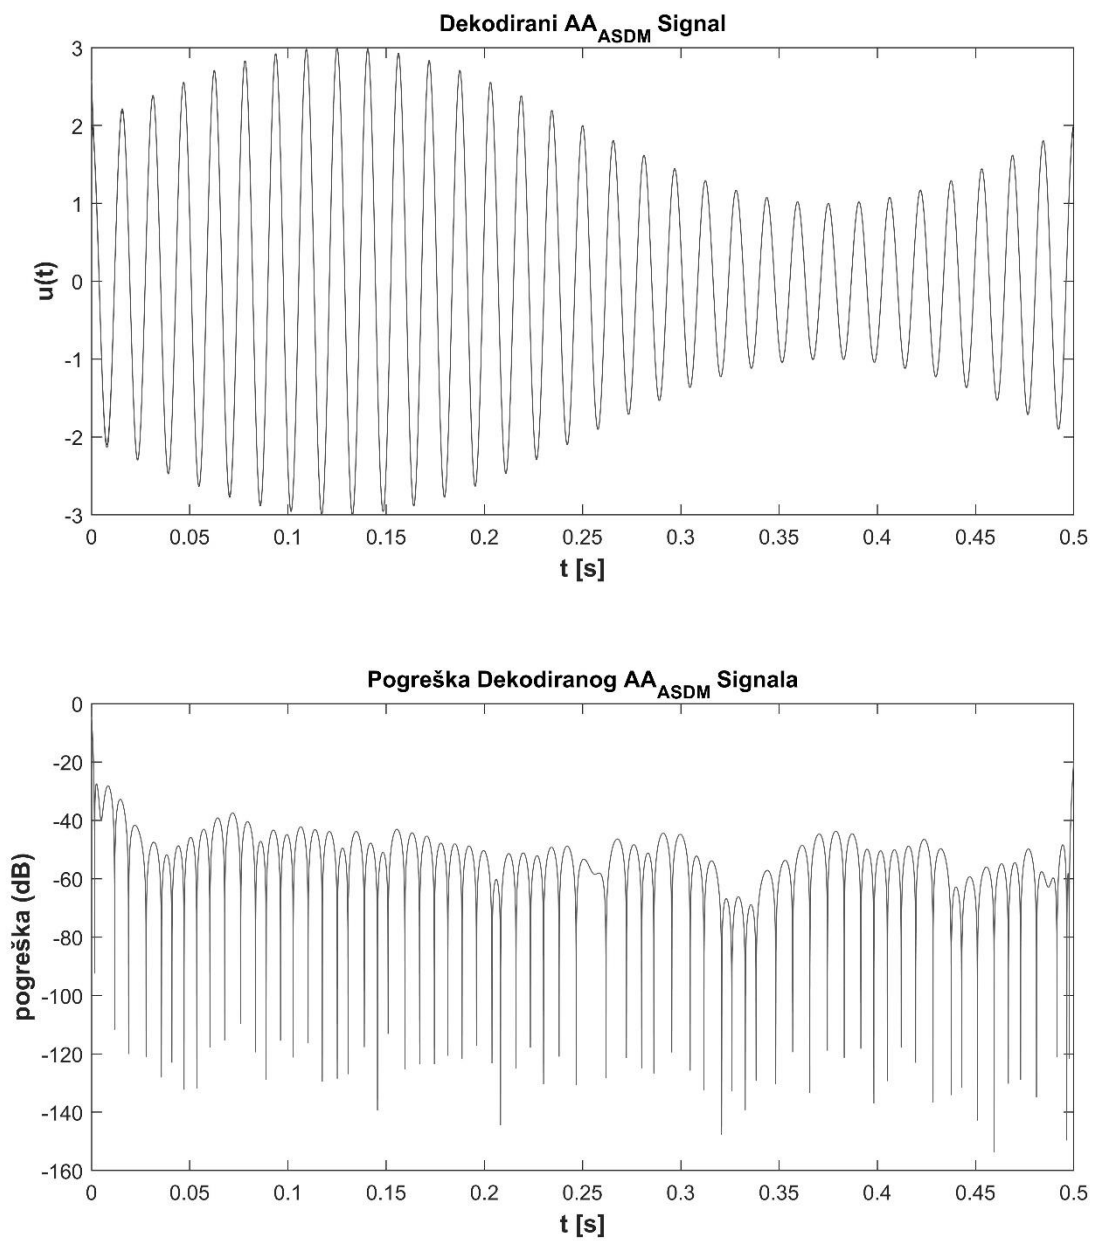 Dekodirani AA_ASDM Signal
3
2
1
0
-1
-2
-3
u(t)
0 0.05 0.1 0.15 0.2 0.25 0.3 0.35 0.4 0.45 0.5
t [s]
Pogreška Dekodiranog AA_ASDM Signala
0
-20
-40
-60
-80
-100
-120
-140
-160
pogreška (dB)
0 0.05 0.1 0.15 0.2 0.25 0.3 0.35 0.4 0.45 0.5
t [s]